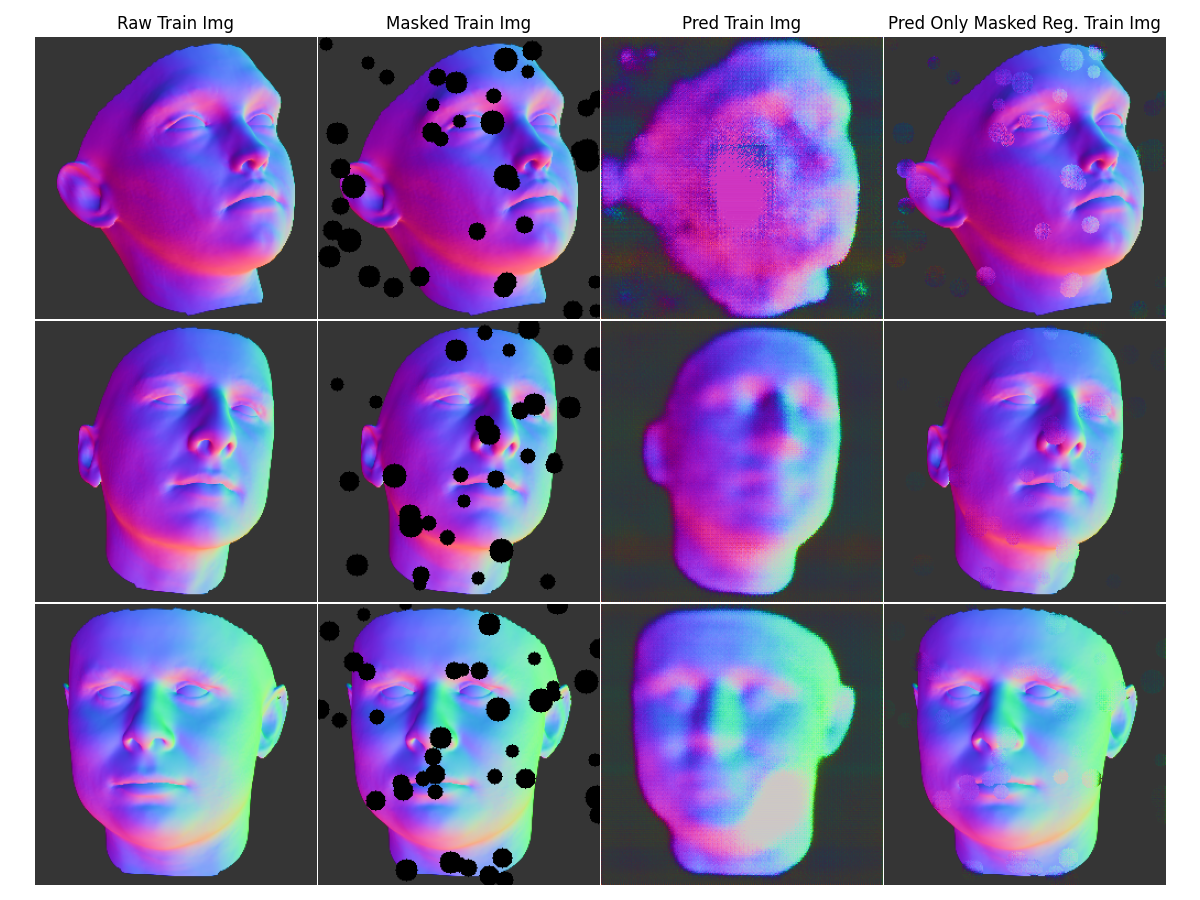 Raw Train Img
Masked Train Img
Pred Train Img
Pred Only Masked Reg. Train Img